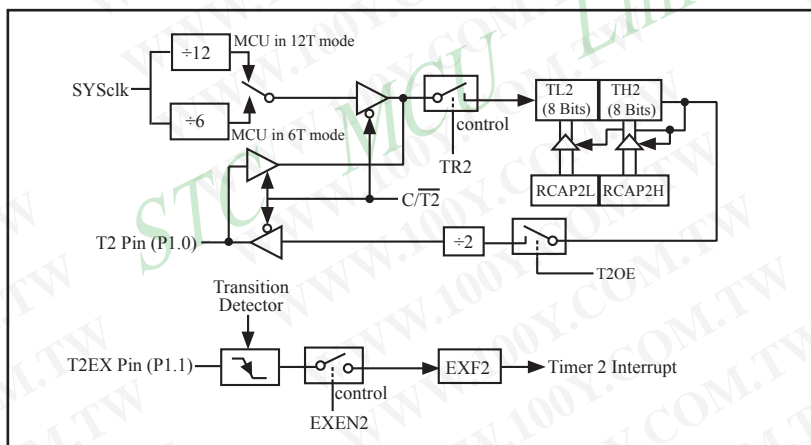 ÷12
MCU in 12T mode
SYSclk
÷6
MCU in 6T mode
control
TR2
TL2
(8 Bits)
TH2
(8 Bits)
RCAP2L
RCAP2H
C/T2
T2 Pin (P1.0)
÷2
T2OE
Transition
Detector
T2EX Pin (P1.1)
control
EXEN2
EXF2
Timer 2 Interrupt
STC MCU Lim
WWW.100Y.COM.TW